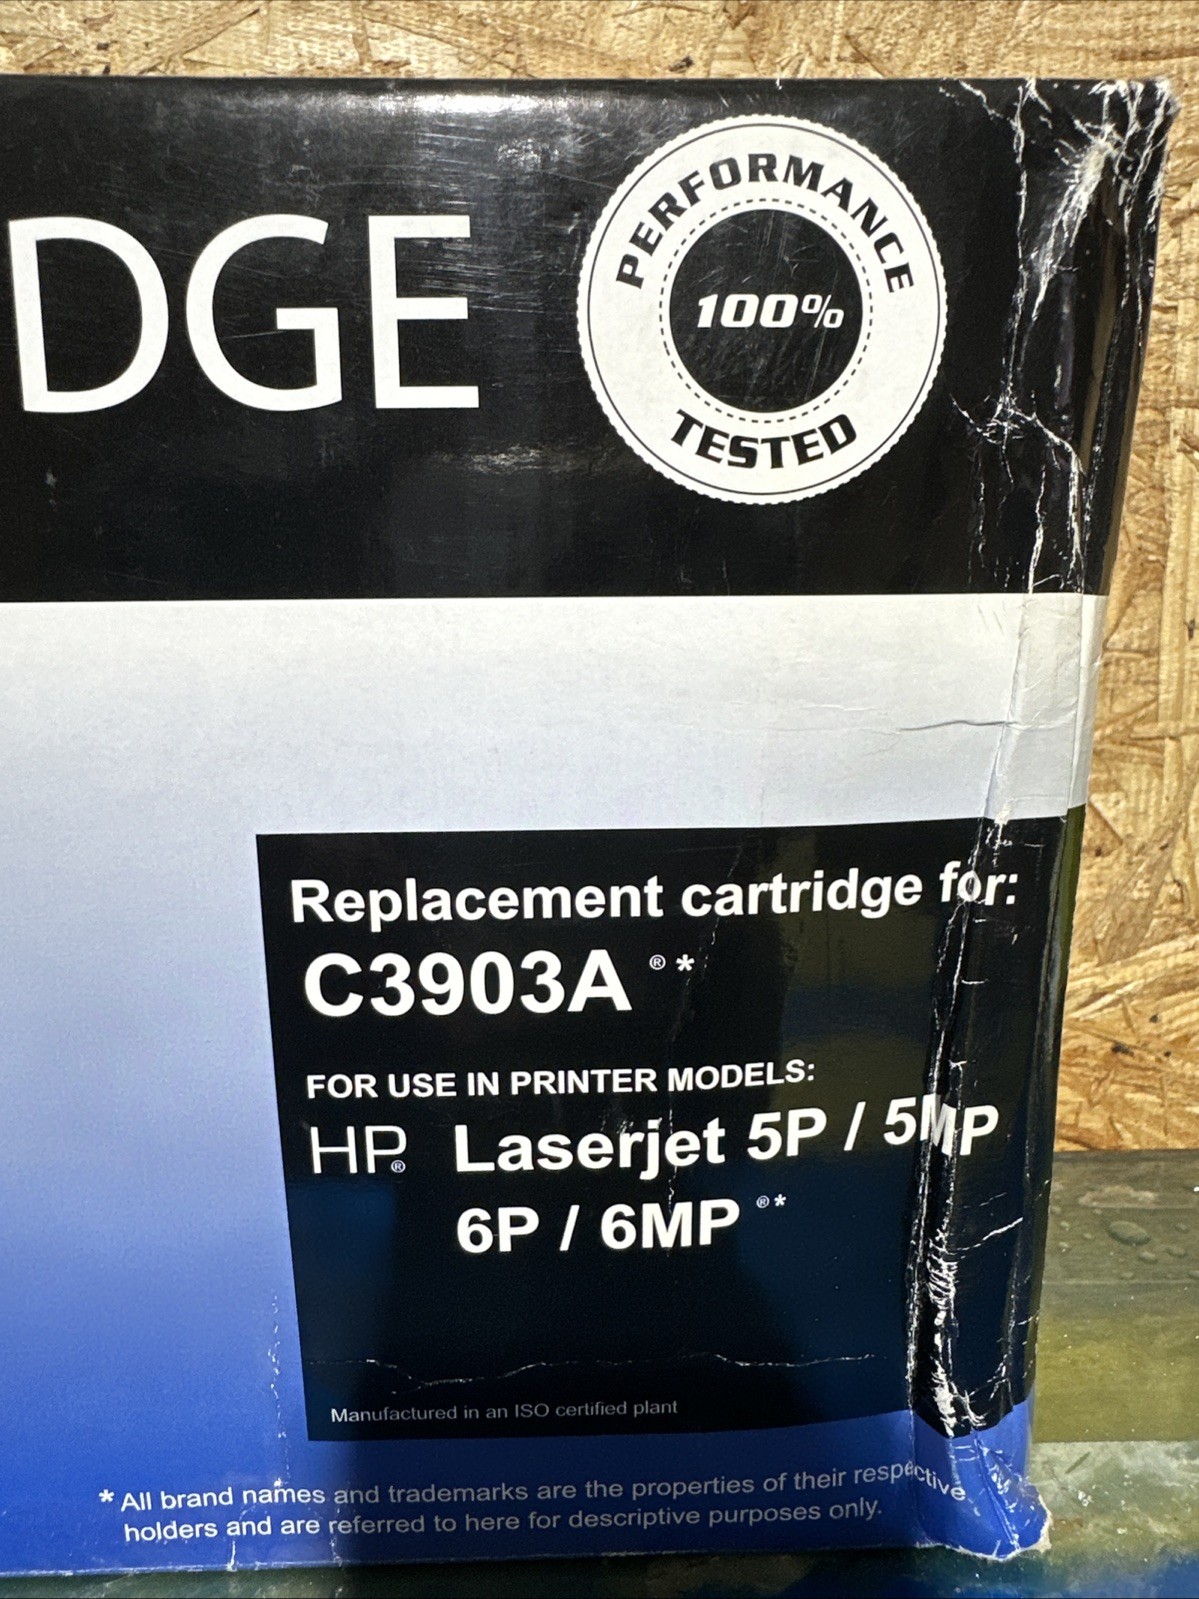 DGE
PERFORMANCE
100%
TESTED
Replacement cartridge for:
C3903A ® *
FOR USE IN PRINTER MODELS:
HP® Laserjet 5P / 5MP
6P / 6MP ® *
Manufactured in an ISO certified plant
* All brand names and trademarks are the properties of their respective
holders and are referred to here for descriptive purposes only.